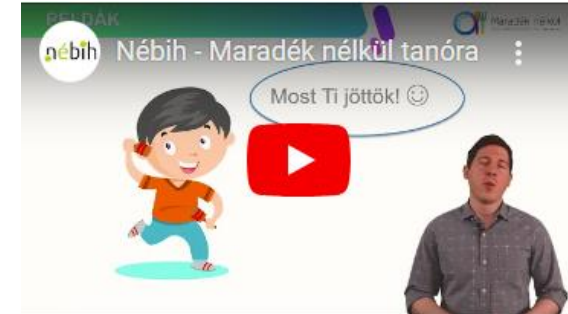 PÉLDÁK
Maradék nélkül
nébih
Nébih - Maradék nélkül tanóra
Most Ti jöttök! ☺